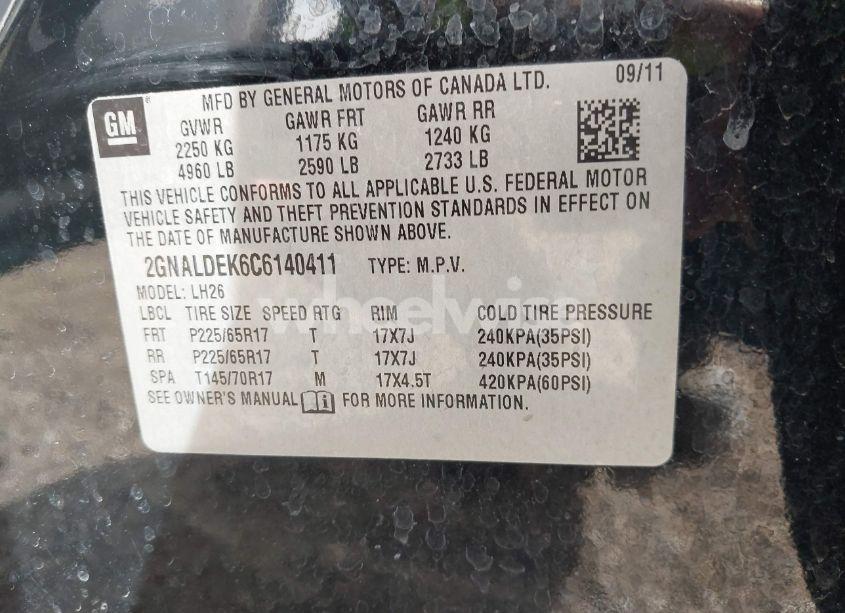 MFD BY GENERAL MOTORS OF CANADA LTD. 09/11
GM
GVWR GAWR FRT GAWR RR
2250 KG 1175 KG 1240 KG
4960 LB 2590 LB 2733 LB
THIS VEHICLE CONFORMS TO ALL APPLICABLE U.S. FEDERAL MOTOR
VEHICLE SAFETY AND THEFT PREVENTION STANDARDS IN EFFECT ON
THE DATE OF MANUFACTURE SHOWN ABOVE.
2GNALDEK6C6140411 TYPE: M.P.V.
MODEL: LH26
LBCL TIRE SIZE SPEED RTG RIM COLD TIRE PRESSURE
FRT P225/65R17 T 17X7J 240KPA(35PSI)
RR P225/65R17 T 17X7J 240KPA(35PSI)
SPA T145/70R17 M 17X4.5T 420KPA(60PSI)
SEE OWNER'S MANUAL FOR MORE INFORMATION.